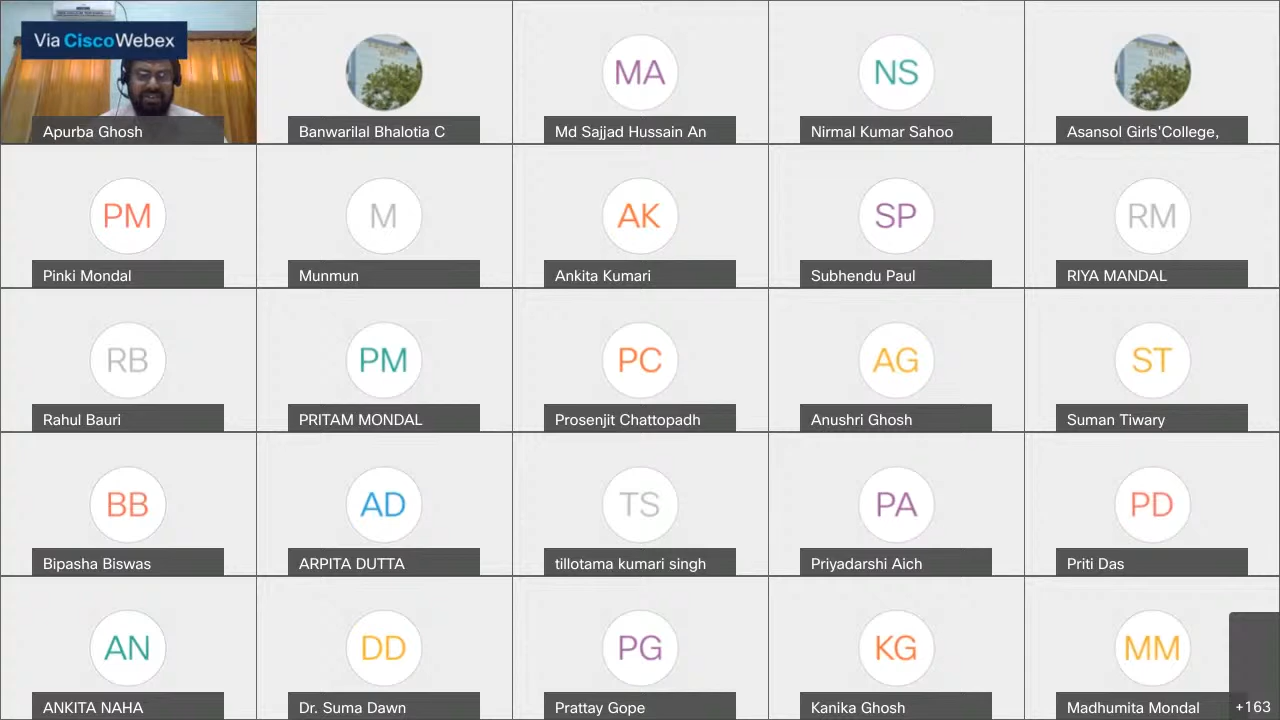 Via Cisco Webex
Apurba Ghosh
Banwarilal Bhalotia C
MA
Md Sajjad Hussain An
NS
Nirmal Kumar Sahoo
Asansol Girls'College,
PM
Pinki Mondal
M
Munmun
AK
Ankita Kumari
SP
Subhendu Paul
RM
RIYA MANDAL
RB
Rahul Bauri
PM
PRITAM MONDAL
PC
Prosenjit Chattopadh
AG
Anushri Ghosh
ST
Suman Tiwary
BB
Bipasha Biswas
AD
ARPITA DUTTA
TS
tillotama kumari singh
PA
Priyadarshi Aich
PD
Priti Das
AN
ANKITA NAHA
DD
Dr. Suma Dawn
PG
Prattay Gope
KG
Kanika Ghosh
MM
Madhumita Mondal
+163